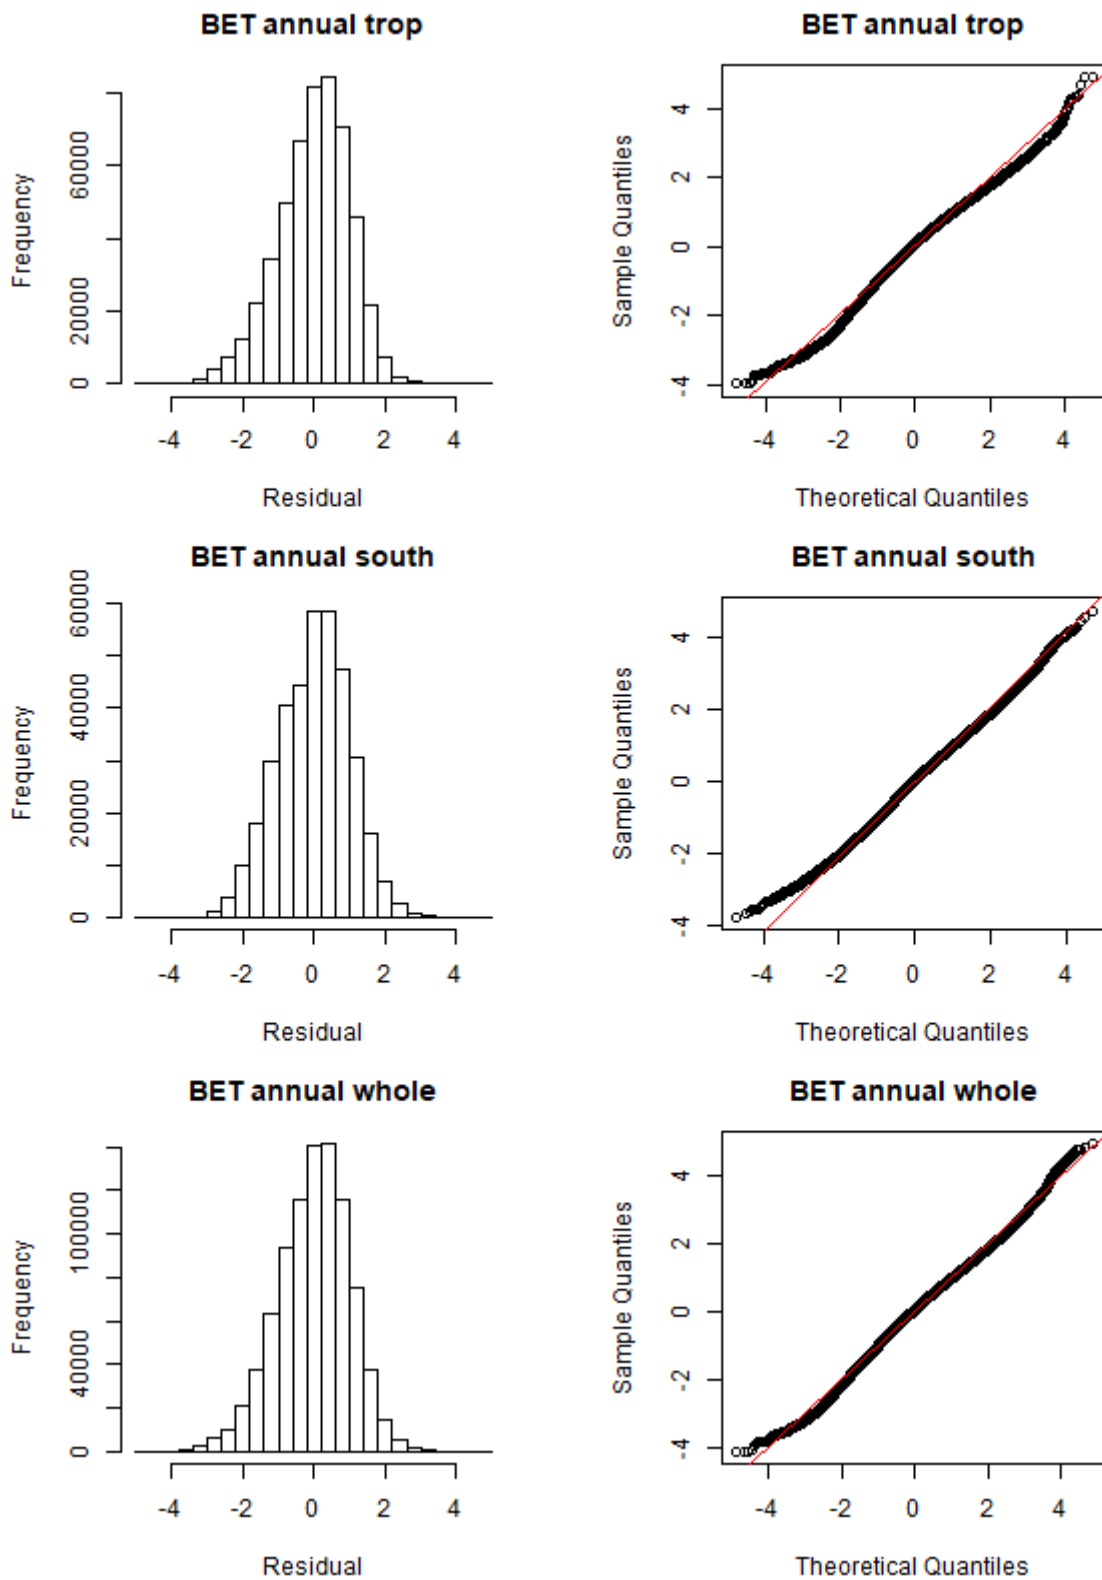 BET annual trop
Frequency
0 20000 60000
-4 -2 0 2 4
Residual
BET annual trop
Sample Quantiles
-4 -2 0 2 4
-4 -2 0 2 4
Theoretical Quantiles
BET annual south
Frequency
0 20000 40000 60000
-4 -2 0 2 4
Residual
BET annual south
Sample Quantiles
-4 -2 0 2 4
-4 -2 0 2 4
Theoretical Quantiles
BET annual whole
Frequency
0 40000 100000
-4 -2 0 2 4
Residual
BET annual whole
Sample Quantiles
-4 -2 0 2 4
-4 -2 0 2 4
Theoretical Quantiles